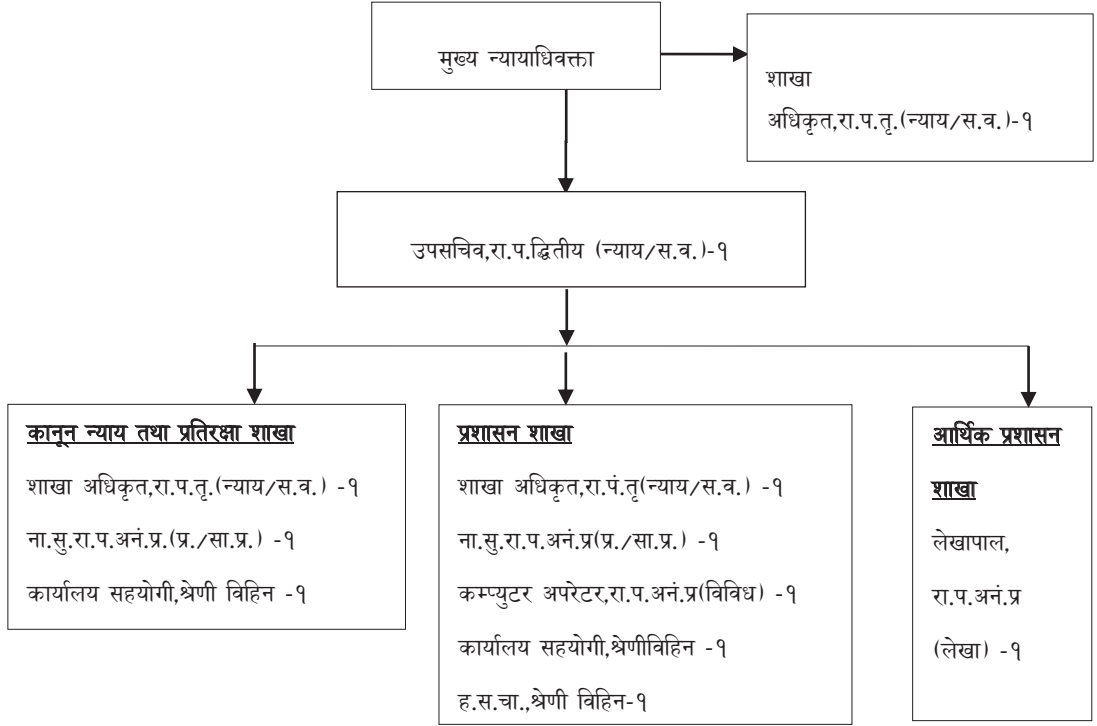 मुख्य न्यायाधिवक्ता
शाखा
अधिकृत,रा.प.तृ.(न्याय/स.व.)-१
उपसचिव,रा.प.द्धितीय (न्याय/स.व.)-१
कानून न्याय तथा प्रतिरक्षा शाखा
शाखा अधिकृत,रा.प.तृ.(न्याय/स.व.) -१
ना.सु.रा.प.अनं.प्र.(प्र./सा.प्र.) -१
कार्यालय सहयोगी,श्रेणी विहिन -१
प्रशासन शाखा
शाखा अधिकृत,रा.पं.तृ(न्याय/स.व.) -१
ना.सु.रा.प.अनं.प्र(प्र./सा.प्र.) -१
कम्प्युटर अपरेटर,रा.प.अनं.प्र(विविध) -१
कार्यालय सहयोगी,श्रेणीविहिन -१
ह.स.चा.,श्रेणी विहिन-१
आर्थिक प्रशासन
शाखा
लेखापाल,
रा.प.अनं.प्र
(लेखा) -१